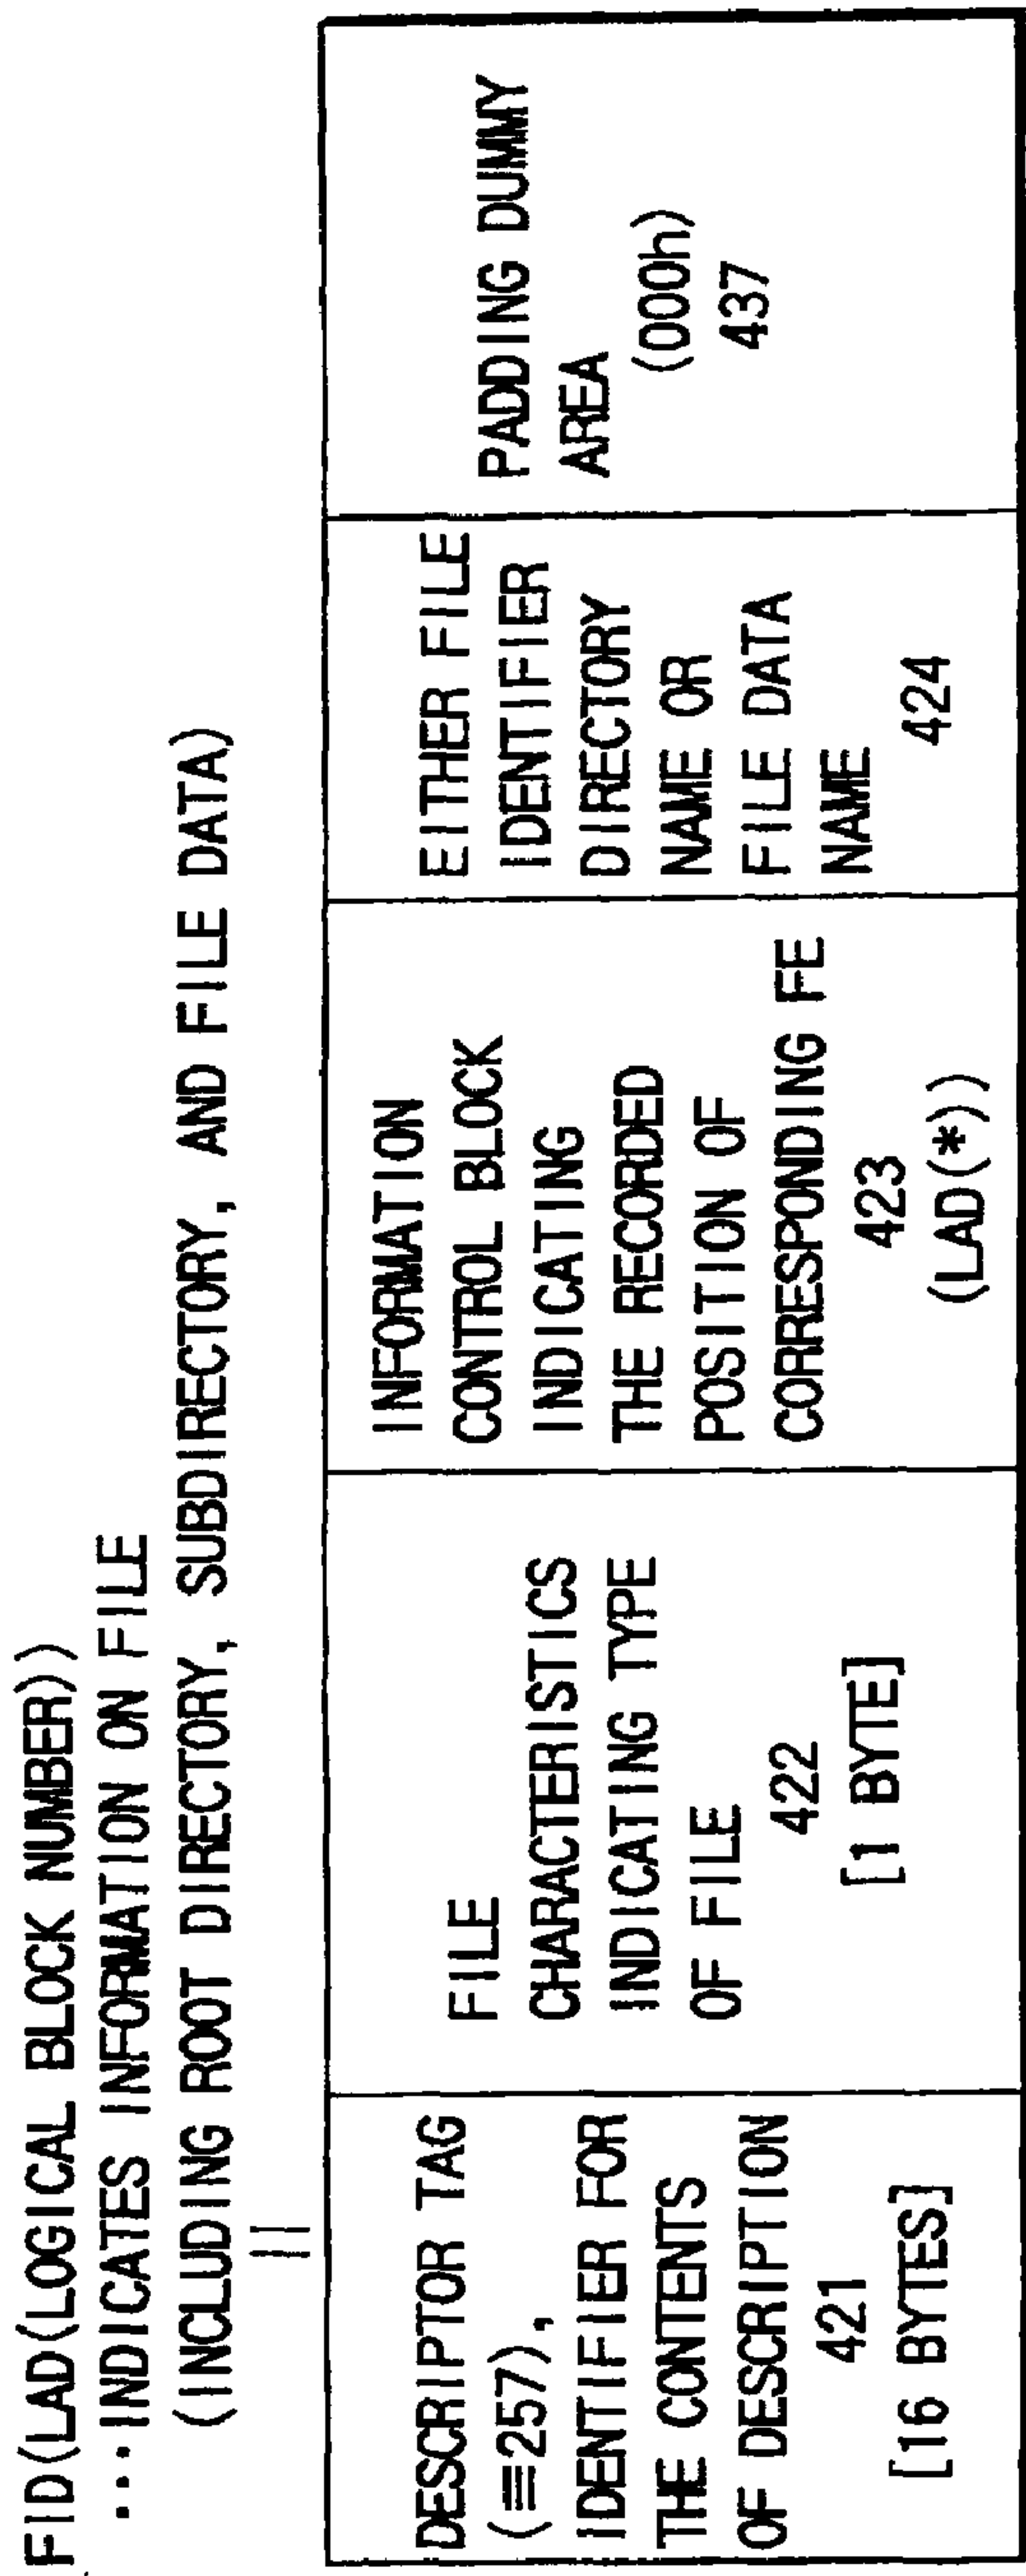 FID(LAD(LOGICAL BLOCK NUMBER))
···INDICATES INFORMATION ON FILE
(INCLUDING ROOT DIRECTORY, SUBDIRECTORY, AND FILE DATA)
||
DESCRIPTOR TAG
(≡257),
IDENTIFIER FOR
THE CONTENTS
OF DESCRIPTION
421
[16 BYTES]
FILE
CHARACTERISTICS
INDICATING TYPE
OF FILE
422
[1 BYTE]
INFORMATION
CONTROL BLOCK
INDICATING
THE RECORDED
POSITION OF
CORRESPONDING FE
423
(LAD(*))
EITHER FILE
IDENTIFIER
DIRECTORY
NAME OR
FILE DATA
NAME
424
PADDING DUMMY
AREA
(000h)
437